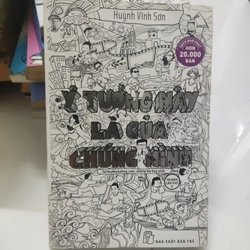 Huỳnh Vĩnh Sơn
HƠN
20.000
BẢN
Ý TƯỞNG NÀY
LÀ CỦA
CHÚNG MÌNH
NHÀ XUẤT BẢN TRẺ